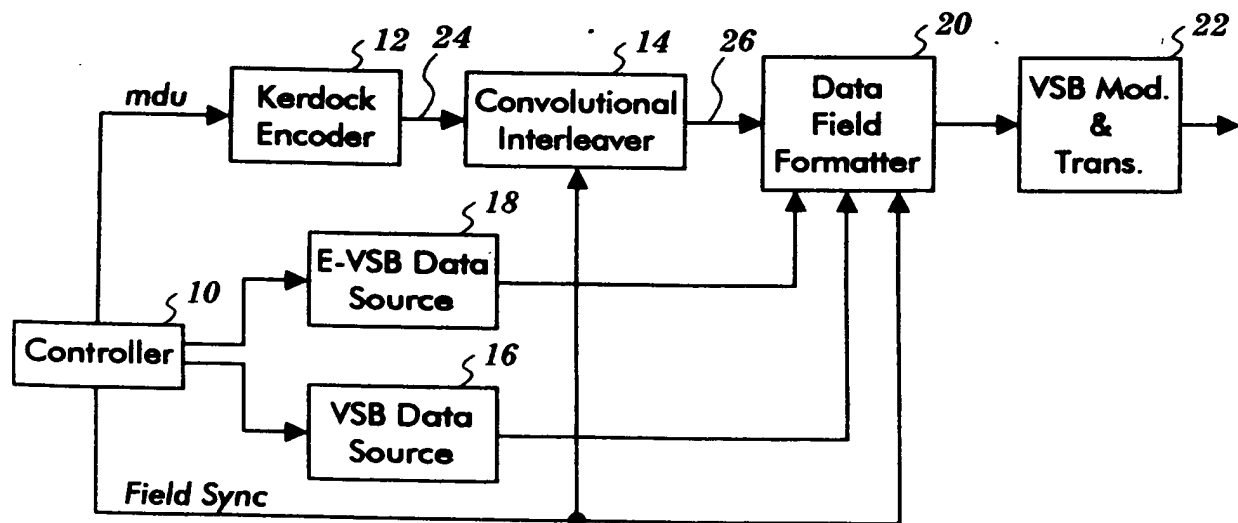 12
24
14
26
20
22
mdu
Kerdock
Encoder
Convolutional
Interleaver
Data
Field
Formatter
VSB Mod.
&
Trans.
18
E-VSB Data
Source
10
Controller
16
VSB Data
Source
Field Sync